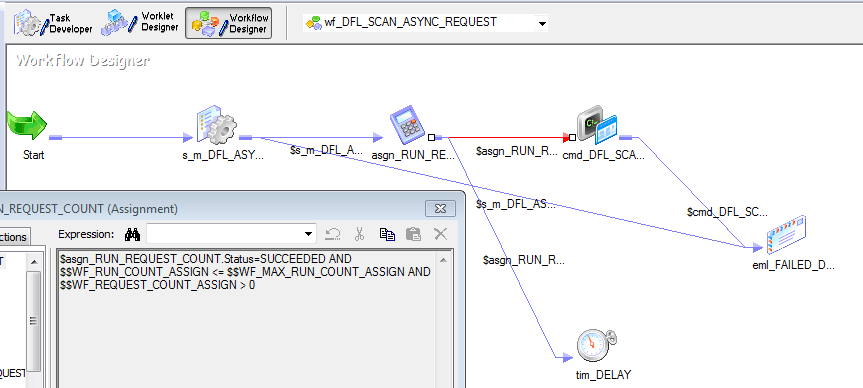 Task Developer
Worklet Designer
Workflow Designer
wf_DFL_SCAN_ASYNC_REQUEST
Workflow Designer
Start
s_m_DFL_ASY...
$s_m_DFL_A...
asgn_RUN_RE...
$asgn_RUN_R...
cmd_DFL_SCA...
$s_m_DFL_AS...
$cmd_DFL_SC...
$asgn_RUN_R...
eml_FAILED_D...
tim_DELAY
N_REQUEST_COUNT (Assignment)
ctions
Expression:
$asgn_RUN_REQUEST_COUNT.Status=SUCCEEDED AND
$$WF_RUN_COUNT_ASSIGN <= $$WF_MAX_RUN_COUNT_ASSIGN AND
$$WF_REQUEST_COUNT_ASSIGN > 0
QUEST